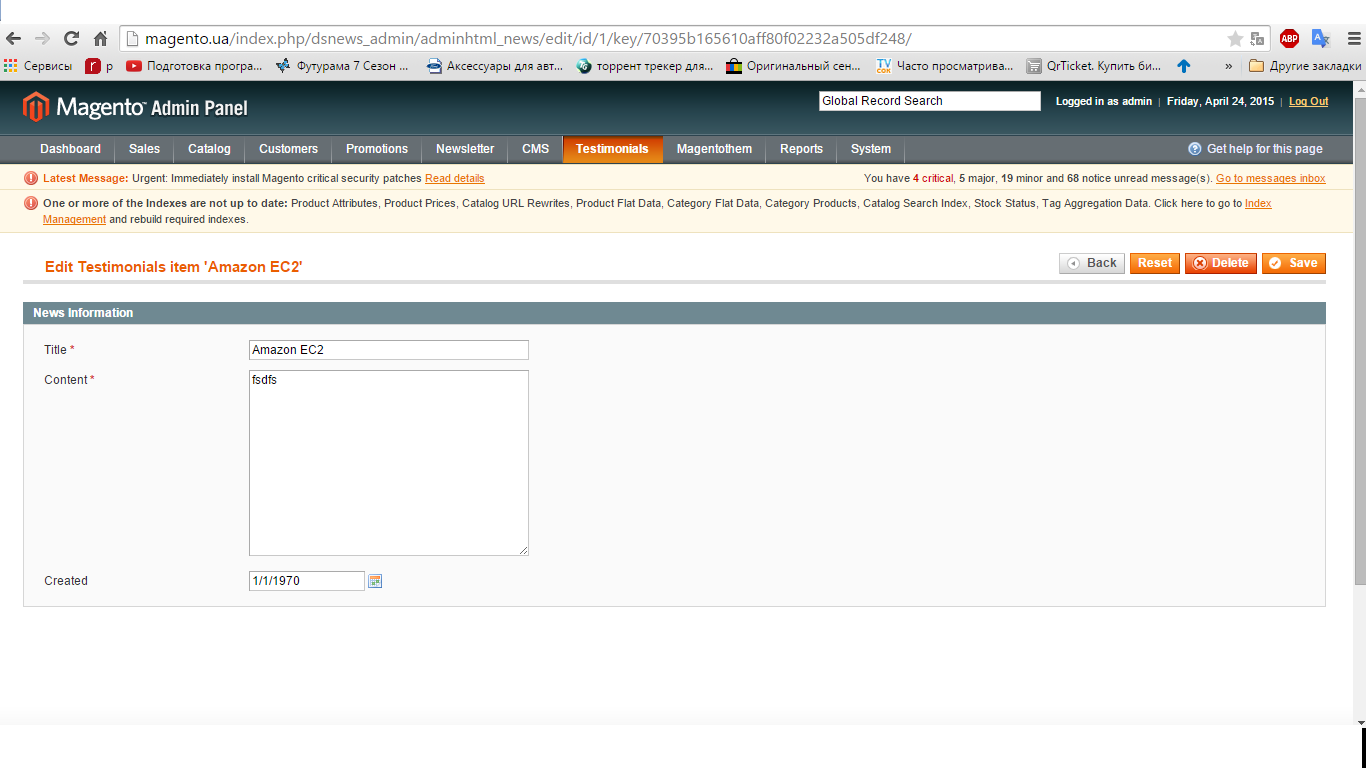 magento.ua/index.php/dsnews_admin/adminhtml_news/edit/id/1/key/70395b165610aff80f02232a505df248/
ABP
Сервисы р Подготовка програ... Футурама 7 Сезон ... Аксессуары для авт... торрент трекер для... Оригинальный сен... Часто просматрива... QrTicket. Купить би... » Другие закладки
Magento Admin Panel
Global Record Search
Logged in as admin | Friday, April 24, 2015 | Log Out
Dashboard Sales Catalog Customers Promotions Newsletter CMS Testimonials Magentothem Reports System Get help for this page
Latest Message: Urgent: Immediately install Magento critical security patches Read details You have 4 critical, 5 major, 19 minor and 68 notice unread message(s). Go to messages inbox
One or more of the Indexes are not up to date: Product Attributes, Product Prices, Catalog URL Rewrites, Product Flat Data, Category Flat Data, Category Products, Catalog Search Index, Stock Status, Tag Aggregation Data. Click here to go to Index
Management and rebuild required indexes.
Edit Testimonials item 'Amazon EC2' Back Reset Delete Save
News Information
Title * Amazon EC2
Content * fsdfs
Created 1/1/1970